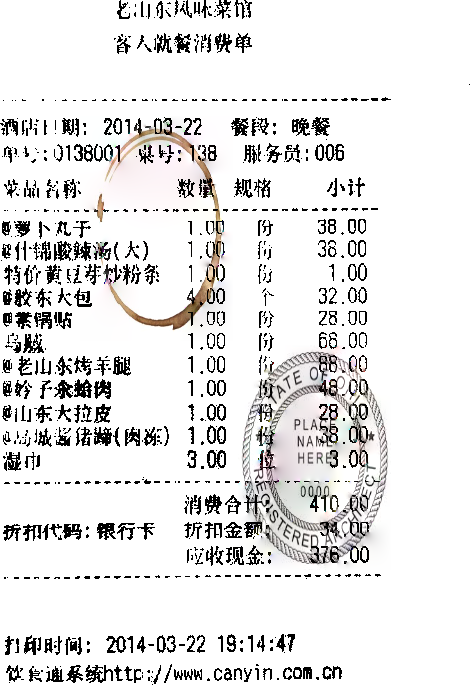 老山东风味菜馆
客人就餐消费单
酒店日期: 2014-03-22 餐段: 晚餐
单号:0138001 桌号:138 服务员:006
菜品名称 数量 规格 小计
@萝卜丸子 1.00 份 38.00
@什锦酸辣汤(大) 1.00 份 38.00
特价黄豆芽炒粉条 1.00 份 1.00
@胶东大包 4.00 个 32.00
@素锅贴 1.00 份 28.00
乌贼 1.00 份 68.00
@老山东烤羊腿 1.00 份 88.00
@蛉子汆蛤肉 1.00 份 48.00
@山东大拉皮 1.00 份 28.00
@岛城酱猪蹄(肉冻) 1.00 份 38.00
湿巾 3.00 位 3.00
消费合计: 410.00
折扣代码: 银行卡 折扣金额: 34.00
应收现金: 376.00
STATE OF
PLACE
NAME
HERE
0000
REGISTERED ARCHITECT
打印时间: 2014-03-22 19:14:47
饮食通系统http://www.canyin.com.cn